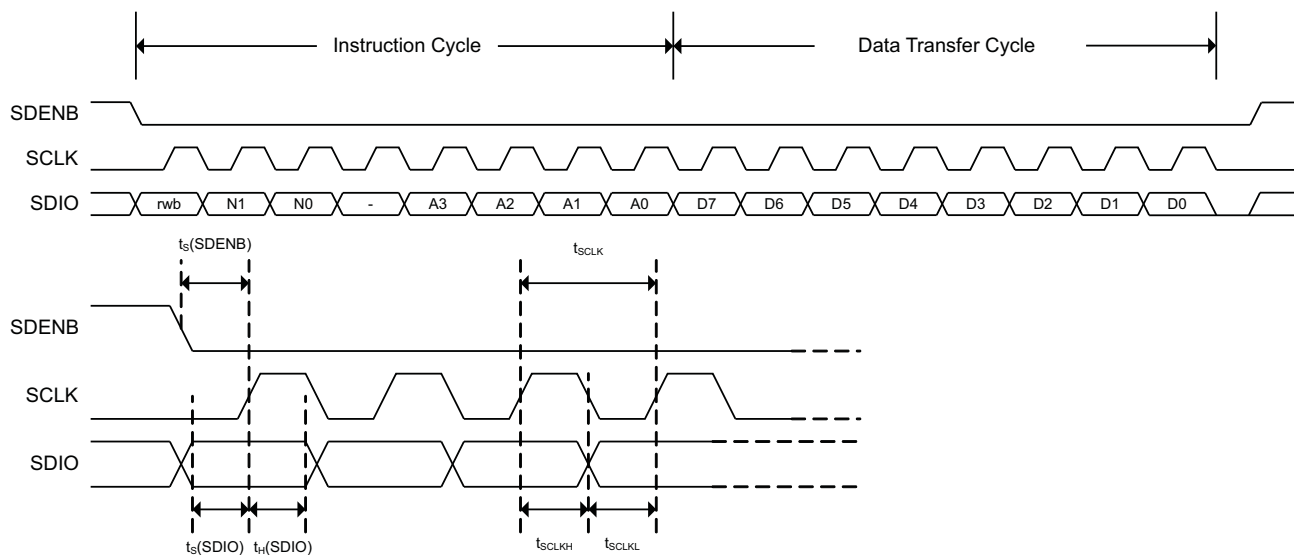 Instruction Cycle
Data Transfer Cycle
SDENB
SCLK
SDIO
rwb N1 N0 - A3 A2 A1 A0 D7 D6 D5 D4 D3 D2 D1 D0
tS(SDENB)
tSCLK
SDENB
SCLK
SDIO
tS(SDIO)
tH(SDIO)
tSCLKH
tSCLKL